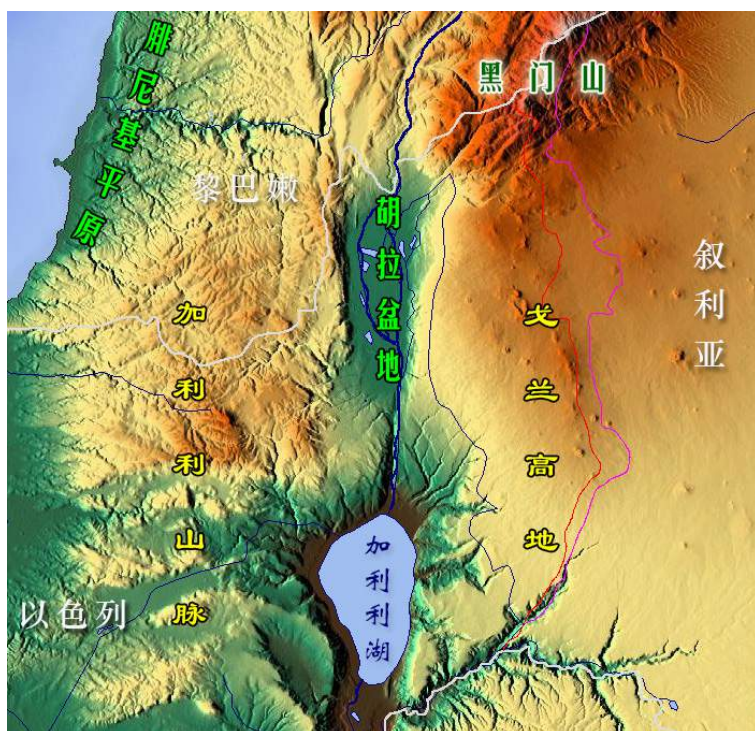 腓尼基平原
黑门山
黎巴嫩
胡拉盆地
叙利亚
加利利山脉
戈兰高地
加利利湖
以色列